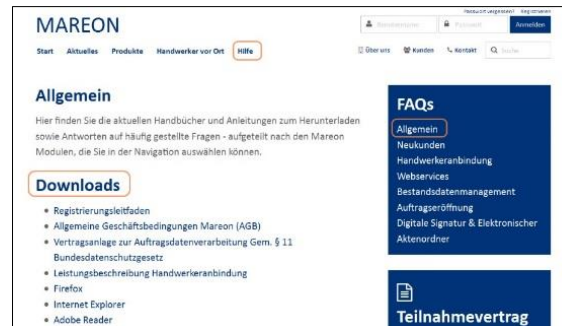 Passwort vergessen? Registrieren
MAREON
Benutzername Passwort Anmelden
Start Aktuelles Produkte Handwerker vor Ort Hilfe
Über uns Kunden Kontakt Suche
Allgemein
Hier finden Sie die aktuellen Handbücher und Anleitungen zum Herunterladen
sowie Antworten auf häufig gestellte Fragen - aufgeteilt nach den Mareon
Modulen, die Sie in der Navigation auswählen können.
Downloads
Registrierungsleitfaden
Allgemeine Geschäftsbedingungen Mareon (AGB)
Vertragsanlage zur Auftragsdatenverarbeitung Gem. § 11
Bundesdatenschutzgesetz
Leistungsbeschreibung Handwerkeranbindung
Firefox
Internet Explorer
Adobe Reader
FAQs
Allgemein
Neukunden
Handwerkeranbindung
Webservices
Bestandsdatenmanagement
Auftragseröffnung
Digitale Signatur & Elektronischer
Aktenordner
Teilnahmevertrag